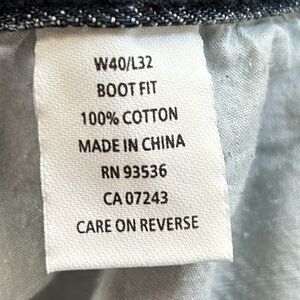 W40/L32
BOOT FIT
100% COTTON
MADE IN CHINA
RN 93536
CA 07243
CARE ON REVERSE